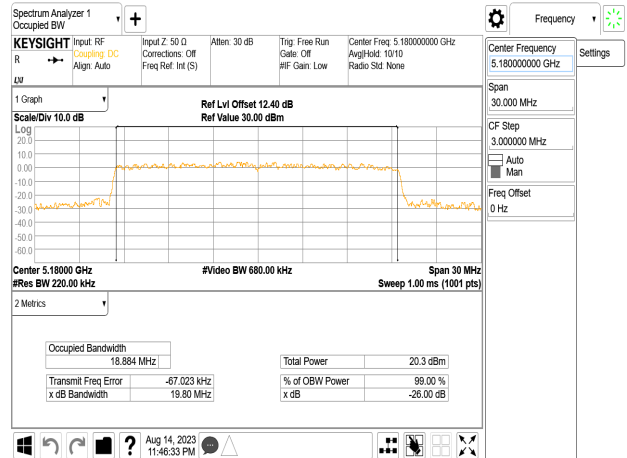 Spectrum Analyzer 1
Occupied BW
Frequency
KEYSIGHT
R
Input: RF
Coupling: DC
Align: Auto
Input Z: 50 Ω
Corrections: Off
Freq Ref: Int (S)
Atten: 30 dB
Trig: Free Run
Gate: Off
#IF Gain: Low
Center Freq: 5.180000000 GHz
Avg|Hold: 10/10
Radio Std: None
Center Frequency
5.180000000 GHz
Settings
Span
30.000 MHz
CF Step
3.000000 MHz
Auto
Man
Freq Offset
0 Hz
1 Graph
Scale/Div 10.0 dB
Ref Lvl Offset 12.40 dB
Ref Value 30.00 dBm
Log
20.0
10.0
0.00
-10.0
-20.0
-30.0
-40.0
-50.0
-60.0
Center 5.18000 GHz
#Video BW 680.00 kHz
Span 30 MHz
#Res BW 220.00 kHz
Sweep 1.00 ms (1001 pts)
2 Metrics
Occupied Bandwidth
18.884 MHz
Total Power 20.3 dBm
Transmit Freq Error -67.023 kHz
% of OBW Power 99.00 %
x dB Bandwidth 19.80 MHz
x dB -26.00 dB
?
Aug 14, 2023
11:46:33 PM